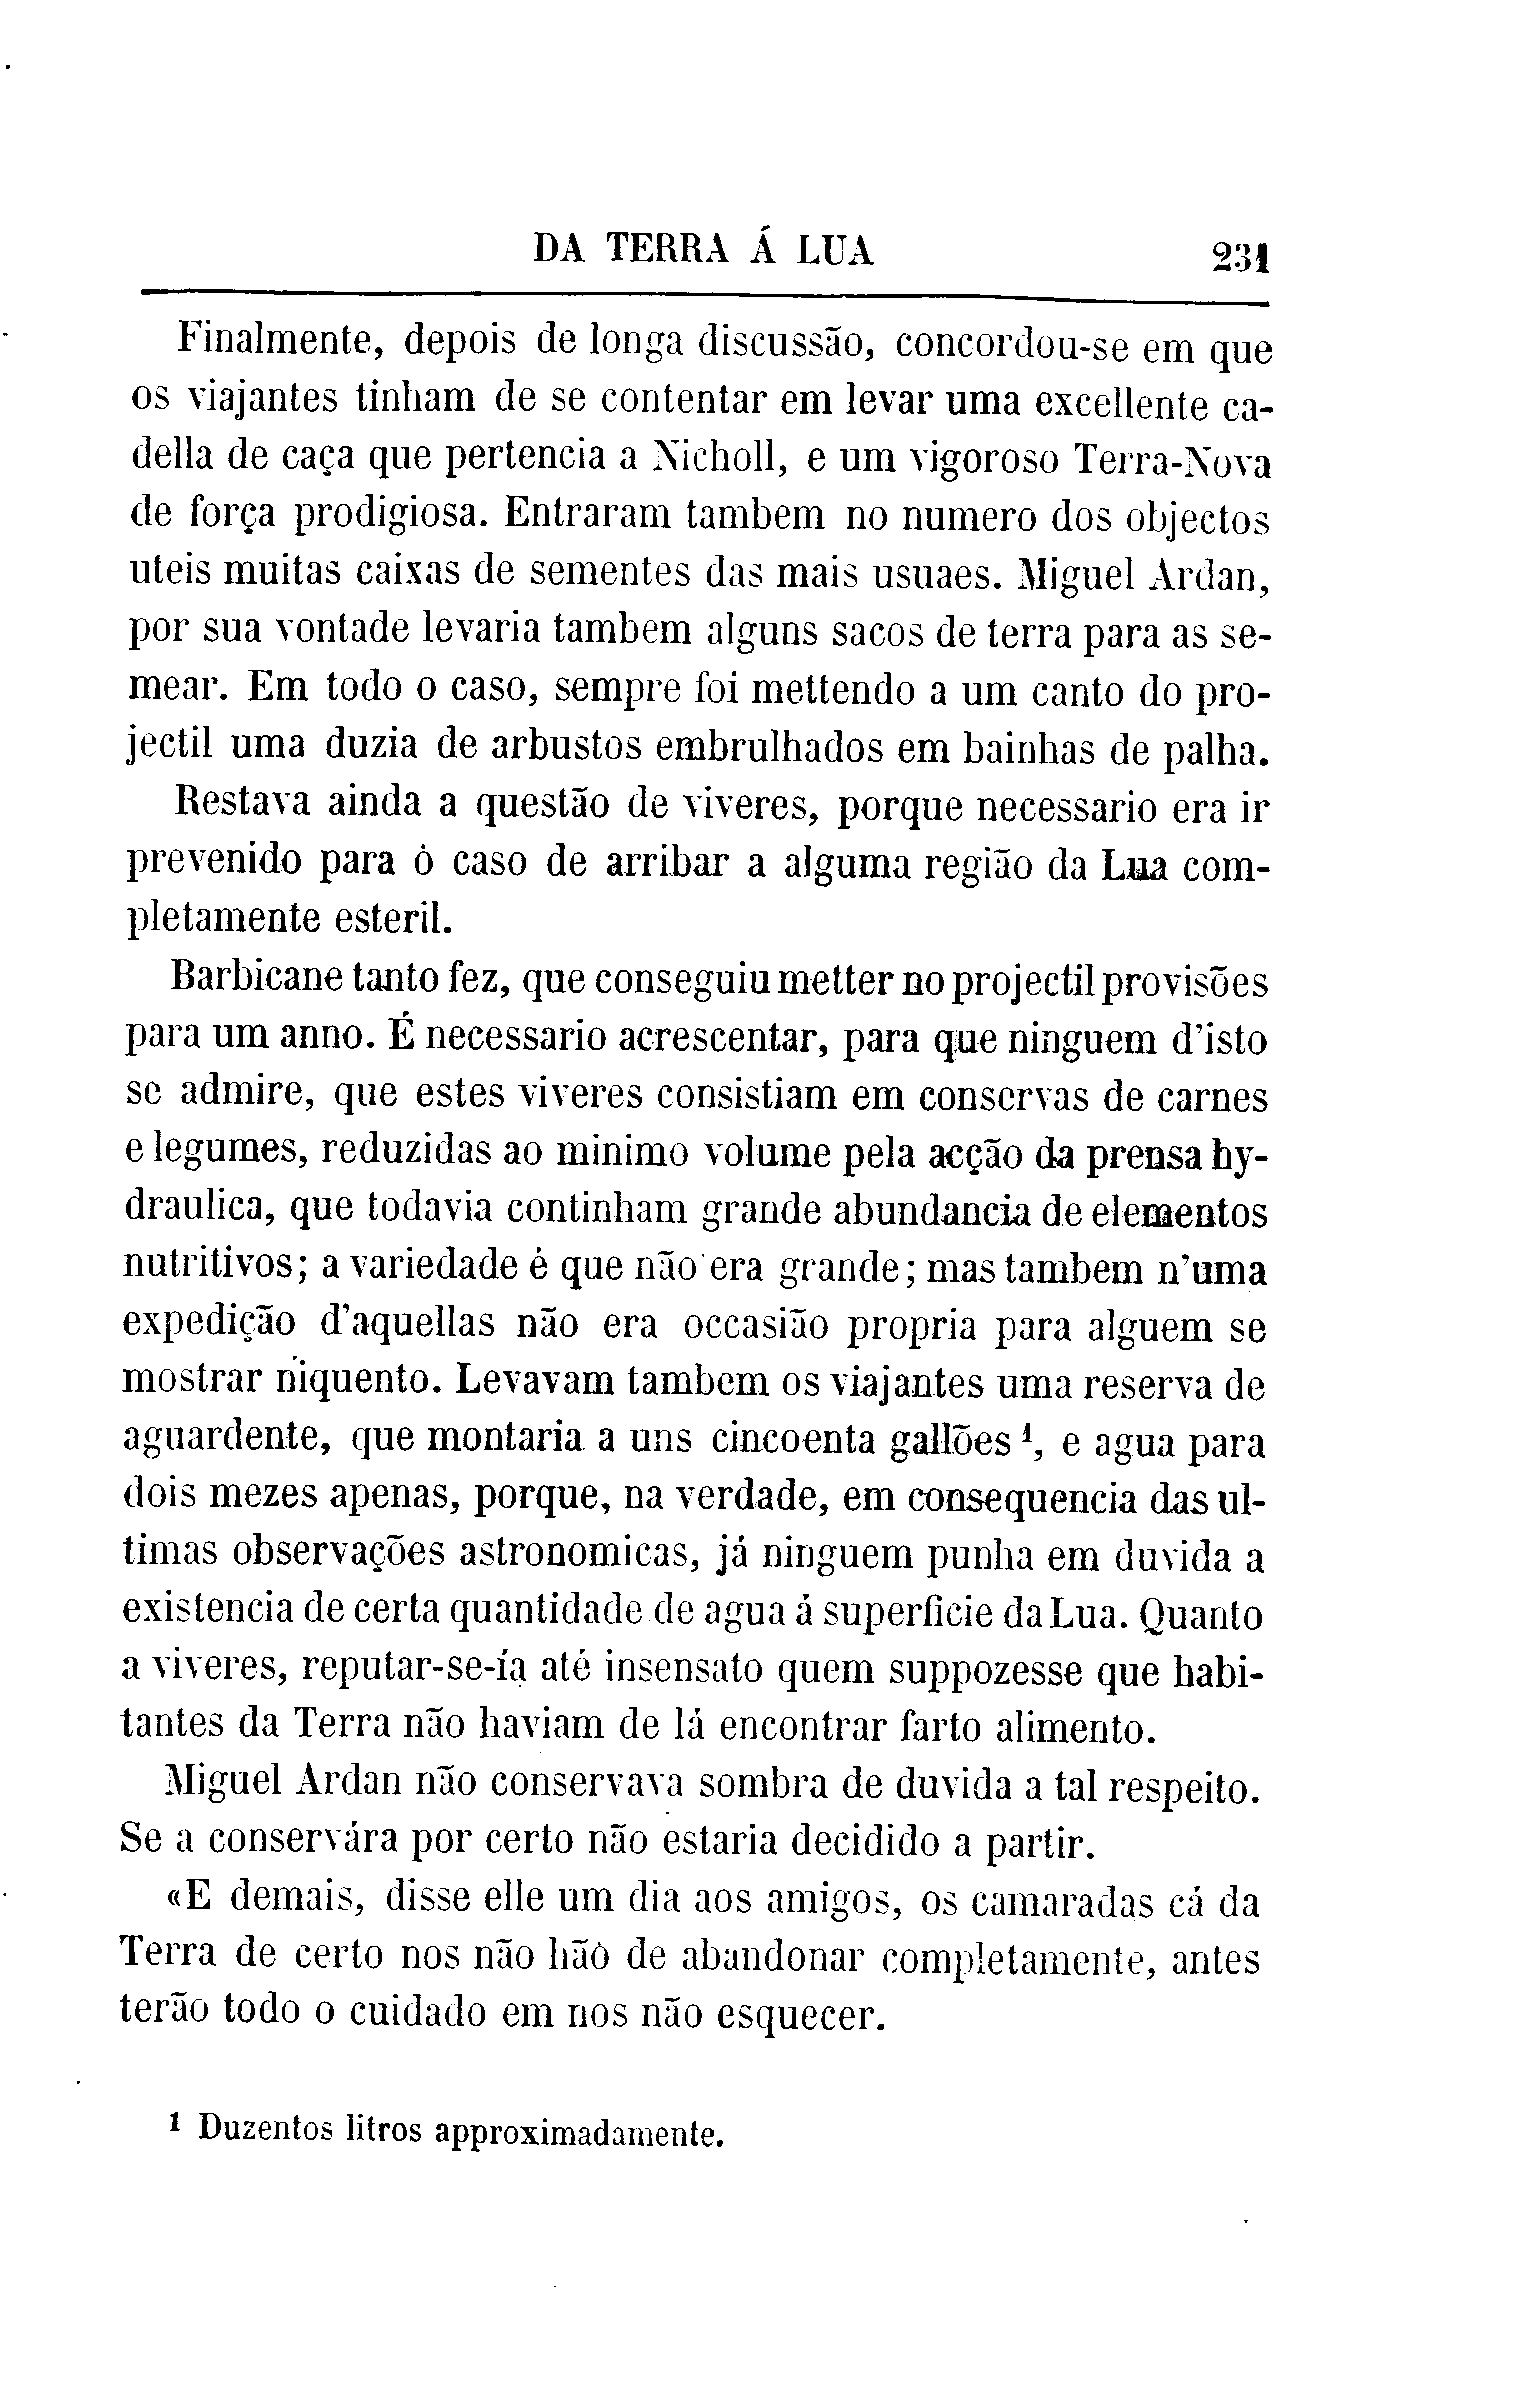 DA TERRA Á LUA 231
Finalmente, depois de longa discussão, concordou-se em que
os viajantes tinham de se contentar em levar uma excellente ca-
della de caça que pertencia a Nicholl, e um vigoroso Terra-Nova
de força prodigiosa. Entraram tambem no numero dos objectos
uteis muitas caixas de sementes das mais usuaes. Miguel Ardan,
por sua vontade levaria tambem alguns sacos de terra para as se-
mear. Em todo o caso, sempre foi mettendo a um canto do pro-
jectil uma duzia de arbustos embrulhados em bainhas de palha.
Restava ainda a questão de viveres, porque necessario era ir
prevenido para o caso de arribar a alguma região da Lua com-
pletamente esteril.
Barbicane tanto fez, que conseguiu metter no projectil provisões
para um anno. É necessario acrescentar, para que ninguem d'isto
se admire, que estes viveres consistiam em conservas de carnes
e legumes, reduzidas ao minimo volume pela acção da prensa hy-
draulica, que todavia continham grande abundancia de elementos
nutritivos; a variedade é que não era grande; mas tambem n'uma
expedição d'aquellas não era occasião propria para alguem se
mostrar niquento. Levavam tambem os viajantes uma reserva de
aguardente, que montaria a uns cincoenta gallões ¹, e agua para
dois mezes apenas, porque, na verdade, em consequencia das ul-
timas observações astronomicas, já ninguem punha em duvida a
existencia de certa quantidade de agua á superficie da Lua. Quanto
a viveres, reputar-se-ía até insensato quem suppozesse que habi-
tantes da Terra não haviam de lá encontrar farto alimento.
Miguel Ardan não conservava sombra de duvida a tal respeito.
Se a conservára por certo não estaria decidido a partir.
«E demais, disse elle um dia aos amigos, os camaradas cá da
Terra de certo nos não hão de abandonar completamente, antes
terão todo o cuidado em nos não esquecer.
¹ Duzentos litros approximadamente.